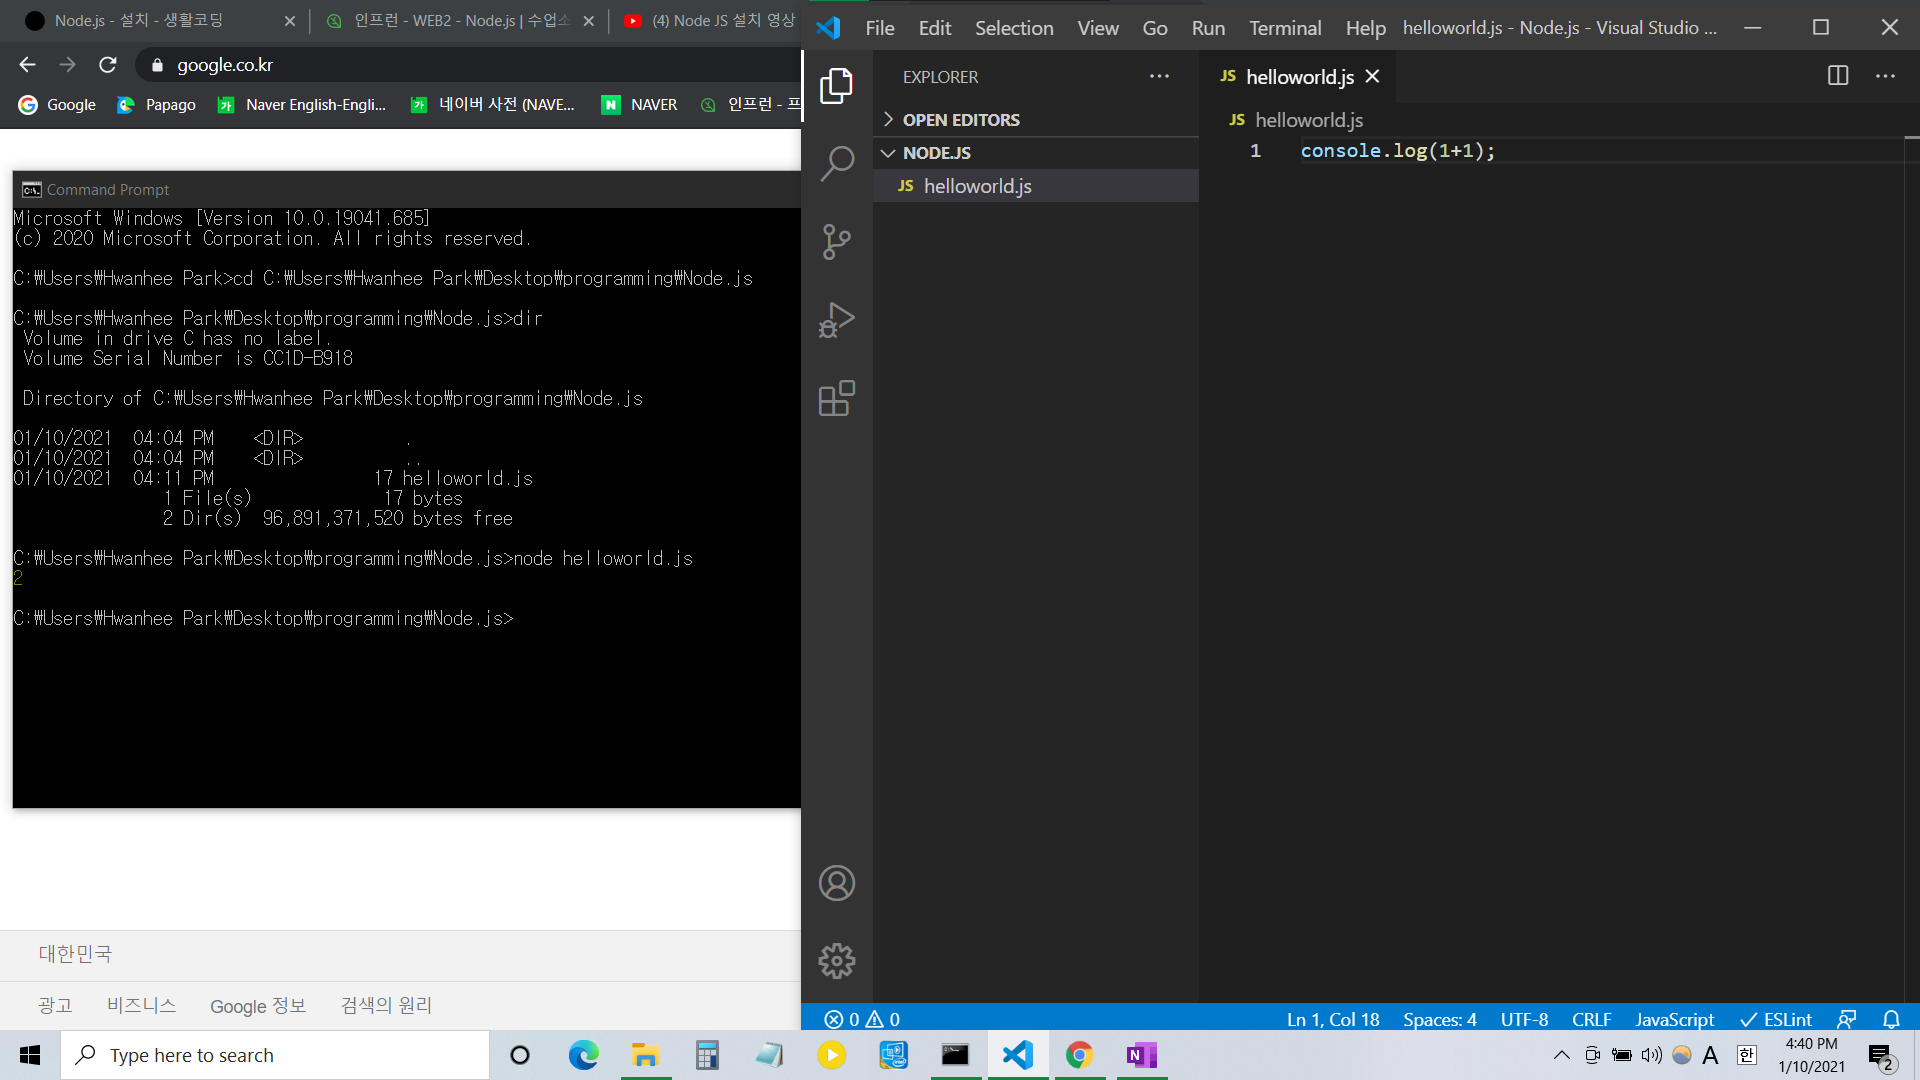 Node.js - 설치 - 생활코딩
인프런 - WEB2 - Node.js | 수업소
(4) Node JS 설치 영상
google.co.kr
Google
Papago
Naver English-Engli...
네이버 사전 (NAVE...
NAVER
인프런 - 프
Command Prompt
Microsoft Windows [Version 10.0.19041.685]
(c) 2020 Microsoft Corporation. All rights reserved.
C:₩Users₩Hwanhee Park>cd C:₩Users₩Hwanhee Park₩Desktop₩programming₩Node.js
C:₩Users₩Hwanhee Park₩Desktop₩programming₩Node.js>dir
Volume in drive C has no label.
Volume Serial Number is CC1D-B918
Directory of C:₩Users₩Hwanhee Park₩Desktop₩programming₩Node.js
01/10/2021 04:04 PM <DIR> .
01/10/2021 04:04 PM <DIR> ..
01/10/2021 04:11 PM 17 helloworld.js
1 File(s) 17 bytes
2 Dir(s) 96,891,371,520 bytes free
C:₩Users₩Hwanhee Park₩Desktop₩programming₩Node.js>node helloworld.js
2
C:₩Users₩Hwanhee Park₩Desktop₩programming₩Node.js>
대한민국
광고 비즈니스 Google 정보 검색의 원리
File Edit Selection View Go Run Terminal Help helloworld.js - Node.js - Visual Studio ...
EXPLORER
OPEN EDITORS
NODE.JS
JS helloworld.js
JS helloworld.js
JS helloworld.js
1 console.log(1+1);
0 0
Ln 1, Col 18 Spaces: 4 UTF-8 CRLF JavaScript ESLint
Type here to search
A 한
4:40 PM
1/10/2021
2